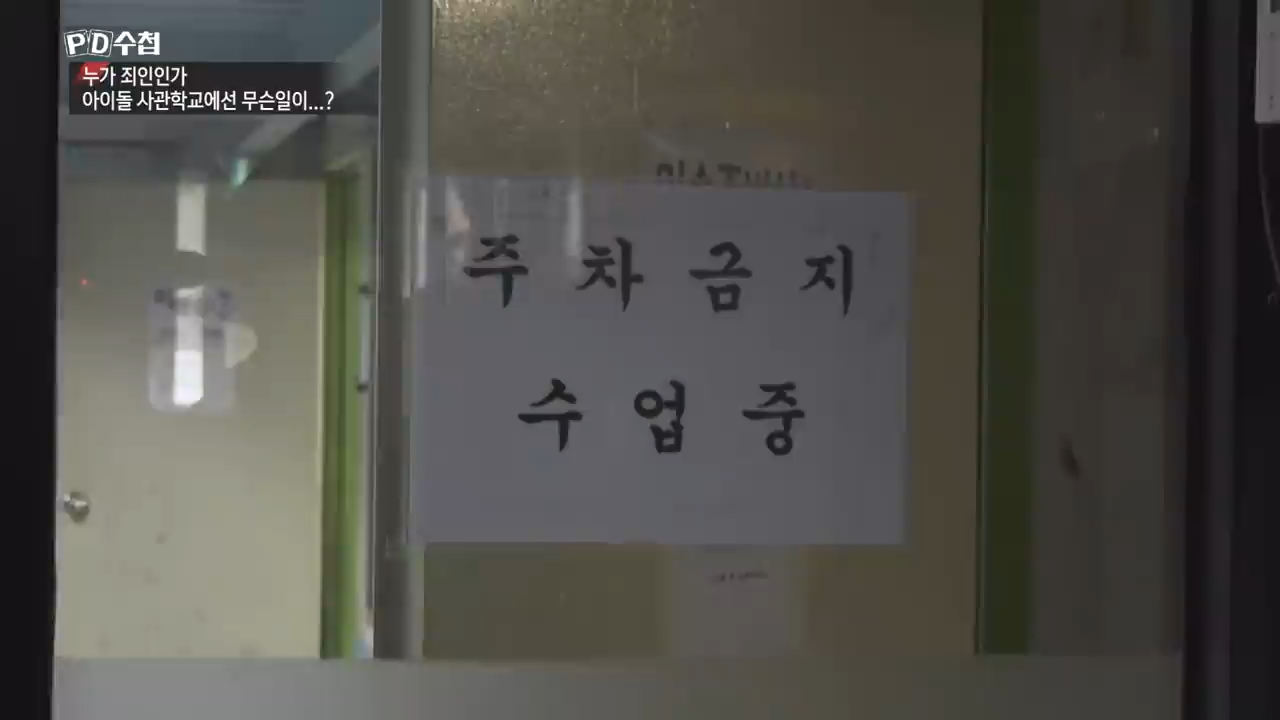 PD수첩
누가 죄인인가
아이돌 사관학교에선 무슨일이...?
주 차 금 지
수 업 중